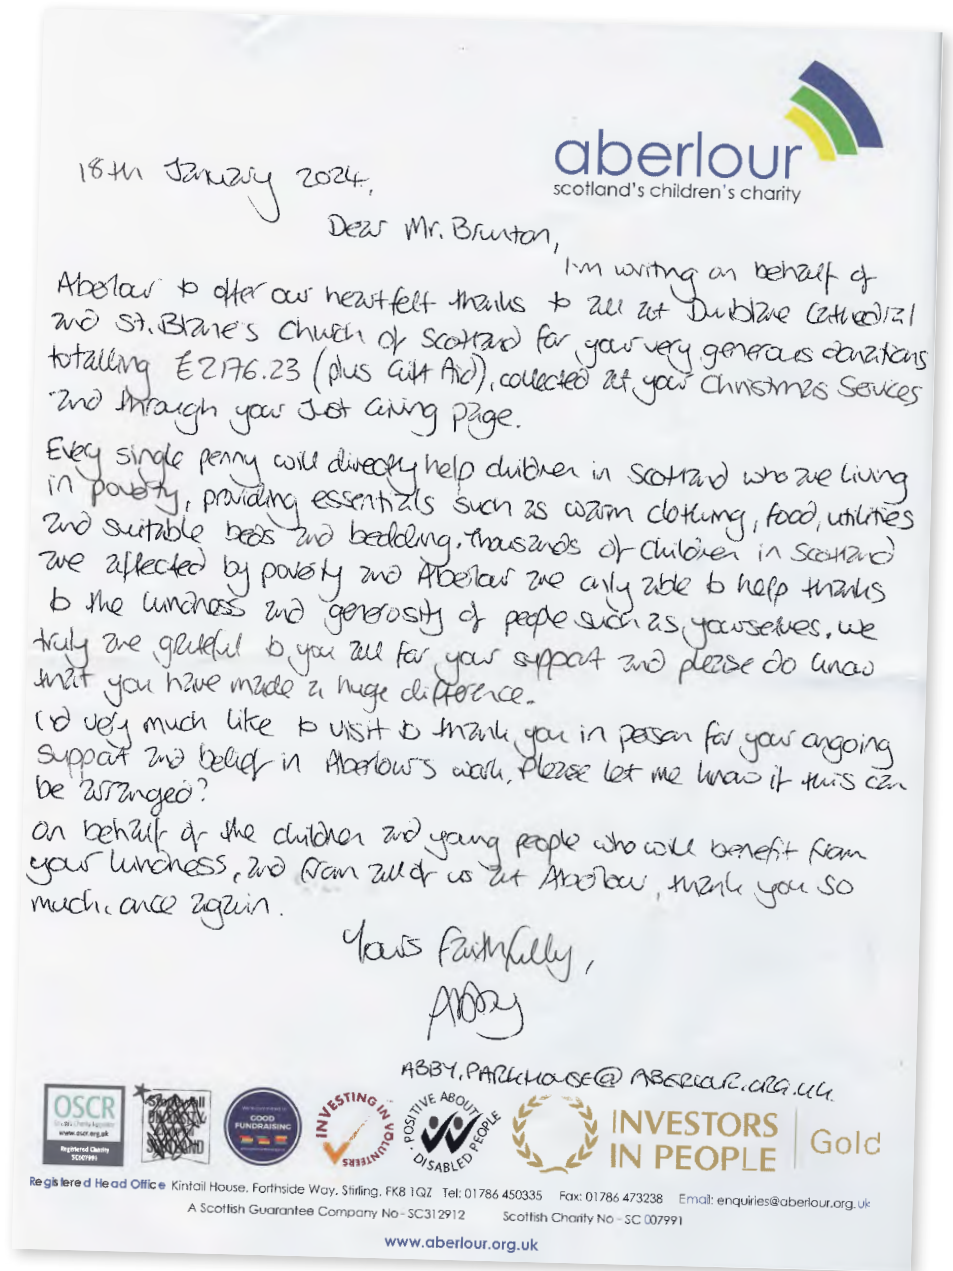 aberlour
scotland's children's charity
18th January 2024,
Dear Mr. Brunton,
I'm writing on behalf of
Aberlour to offer our heartfelt thanks to all at Dunblane Cathedral
and St. Blane's Church of Scotland for your very generous donations
totalling £2176.23 (plus Gift Aid), collected at your Christmas Services
and through your Just Giving page.
Every single penny will directly help children in Scotland who are living
in poverty, providing essentials such as warm clothing, food, utilities
and suitable beds and bedding. Thousands of children in Scotland
are affected by poverty and Aberlour are only able to help thanks
to the kindness and generosity of people such as yourselves. We
truly are grateful to you all for your support and please do know
that you have made a huge difference.
I'd very much like to visit to thank you in person for your ongoing
support and belief in Aberlour's work. Please let me know if this can
be arranged?
On behalf of the children and young people who will benefit from
your kindness, and from all of us at Aberlour, thank you so
much, once again.
Yours Faithfully,
Abby
ABBY.PARKHOUSE@ABERLOUR.ORG.UK
OSCR
www.oscr.org.uk
Registered Charity
SC007991
GOOD
FUNDRAISING
INVESTING IN VOLUNTEERS
POSITIVE ABOUT DISABLED PEOPLE
INVESTORS IN PEOPLE Gold
Registered Head Office Kintail House, Forthside Way, Stirling, FK8 1QZ Tel: 01786 450335 Fax: 01786 473238 Email: enquiries@aberlour.org.uk
A Scottish Guarantee Company No - SC312912 Scottish Charity No - SC 007991
www.aberlour.org.uk